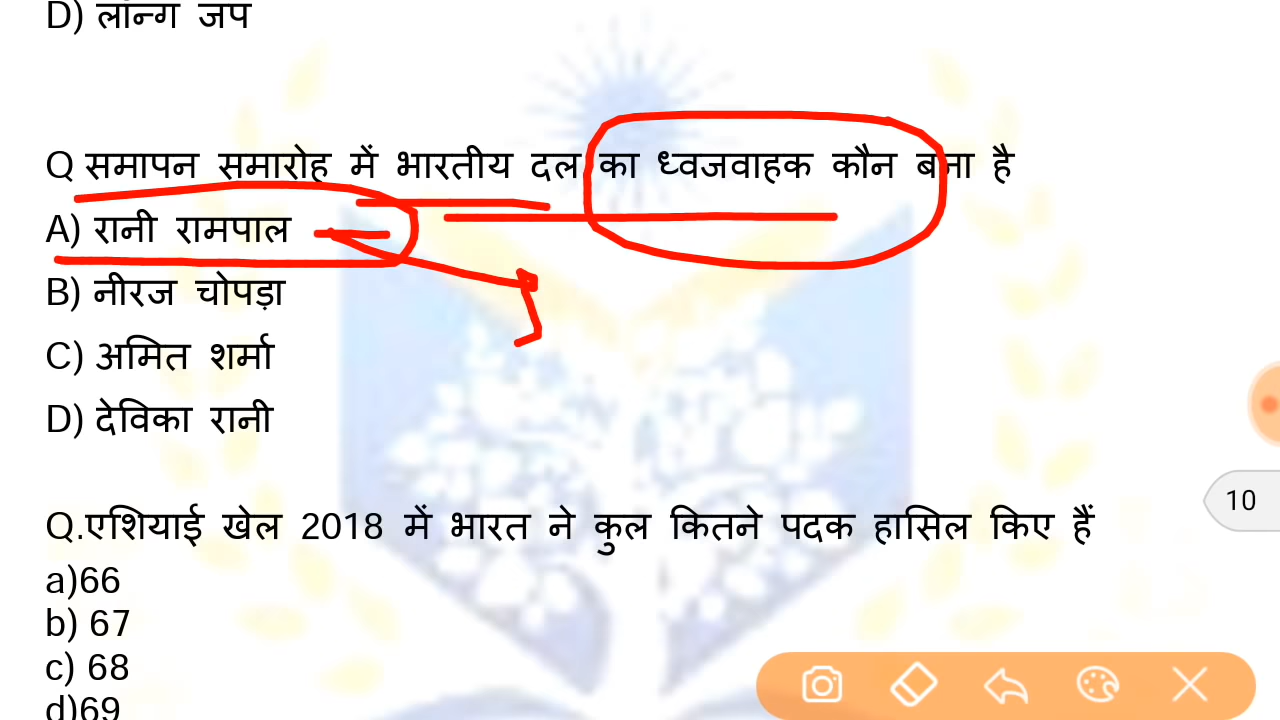 D) लॉन्ग जंप
Q समापन समारोह में भारतीय दल का ध्वजवाहक कौन बना है
A) रानी रामपाल
B) नीरज चोपड़ा
C) अमित शर्मा
D) देविका रानी
10
Q.एशियाई खेल 2018 में भारत ने कुल कितने पदक हासिल किए हैं
a)66
b) 67
c) 68
d)69